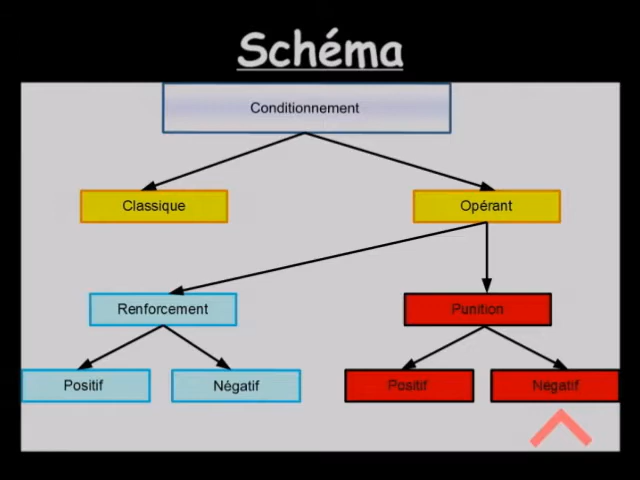 Schéma
Conditionnement
Classique
Opérant
Renforcement
Punition
Positif
Négatif
Positif
Négatif